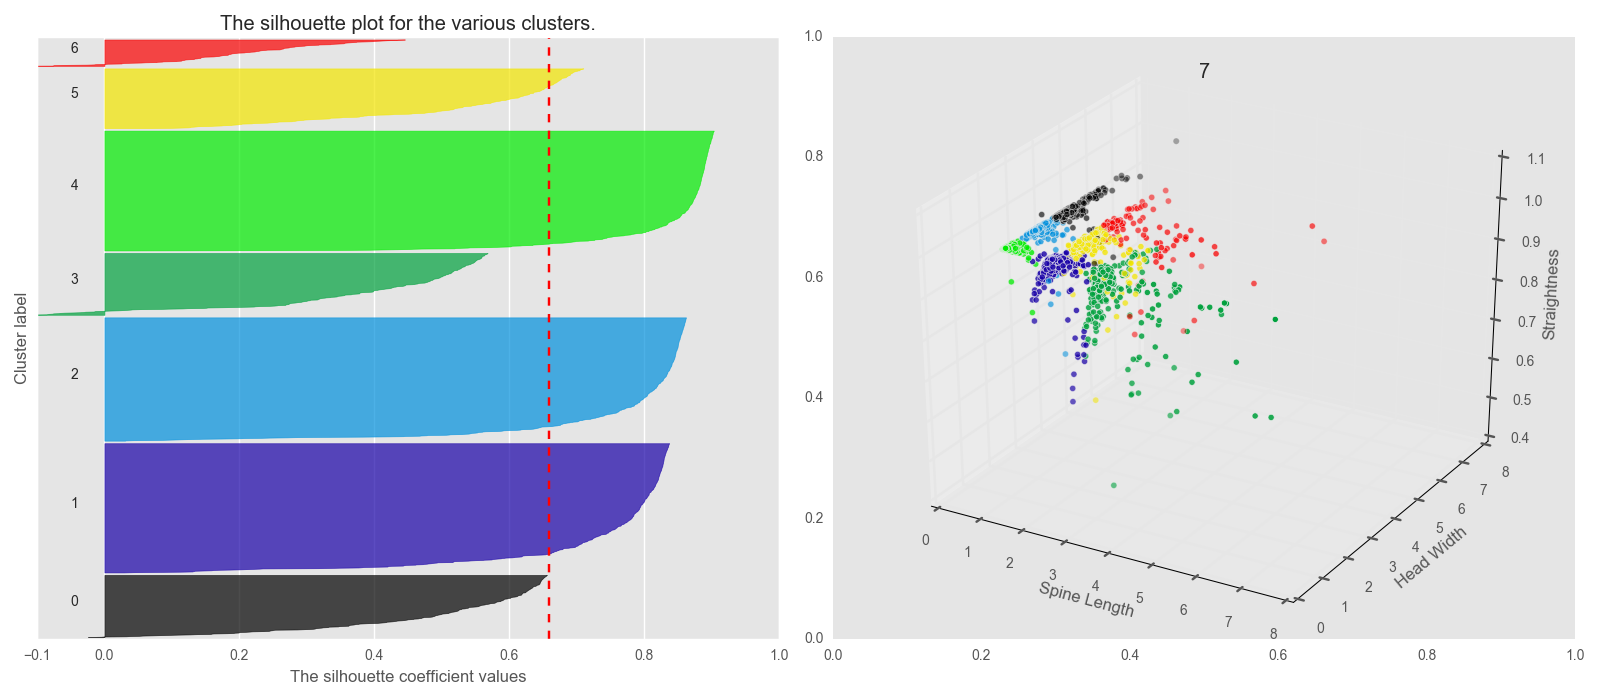 The silhouette plot for the various clusters.
6
5
4
3
2
1
0
Cluster label
−0.1 0.0 0.2 0.4 0.6 0.8 1.0
The silhouette coefficient values
7
1.0
0.8
0.6
0.4
0.2
0.0
0.0 0.2 0.4 0.6 0.8 1.0
0 1 2 3 4 5 6 7 8
Spine Length
0 1 2 3 4 5 6 7 8
Head Width
1.1
1.0
0.9
0.8
0.7
0.6
0.5
0.4
Straightness